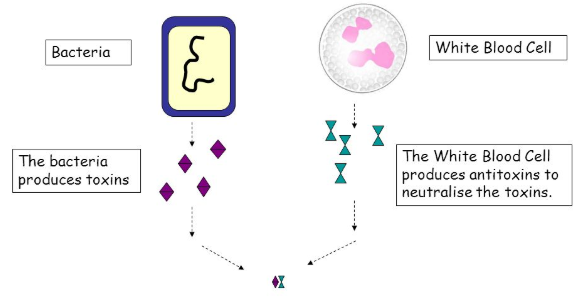 Bacteria
White Blood Cell
The bacteria
produces toxins
The White Blood Cell
produces antitoxins to
neutralise the toxins.